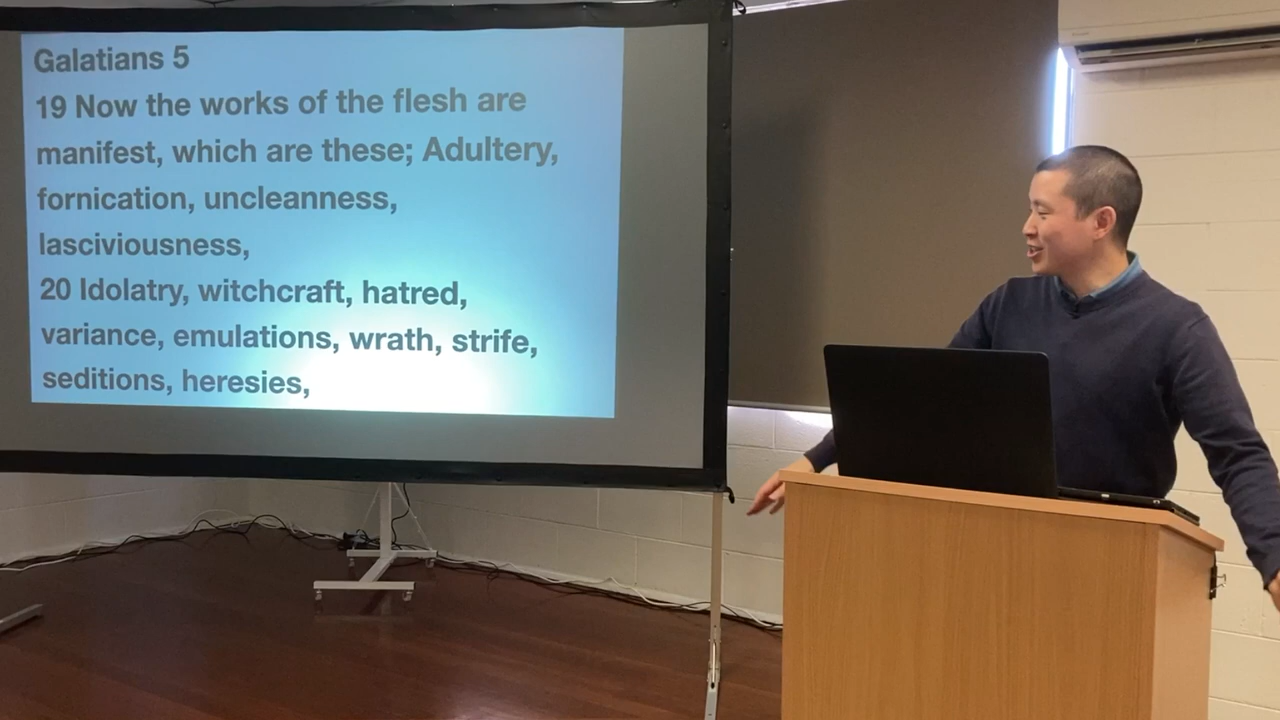 Galatians 5
19 Now the works of the flesh are
manifest, which are these; Adultery,
fornication, uncleanness,
lasciviousness,
20 Idolatry, witchcraft, hatred,
variance, emulations, wrath, strife,
seditions, heresies,